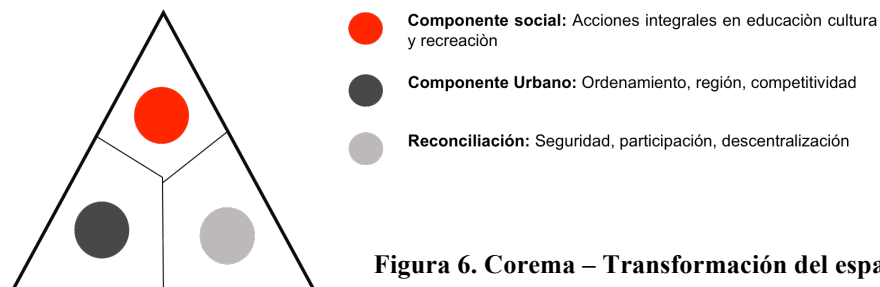 Componente social: Acciones integrales en educaciòn cultura
y recreaciòn
Componente Urbano: Ordenamiento, región, competitividad
Reconciliación: Seguridad, participación, descentralización
Figura 6. Corema – Transformación del espa